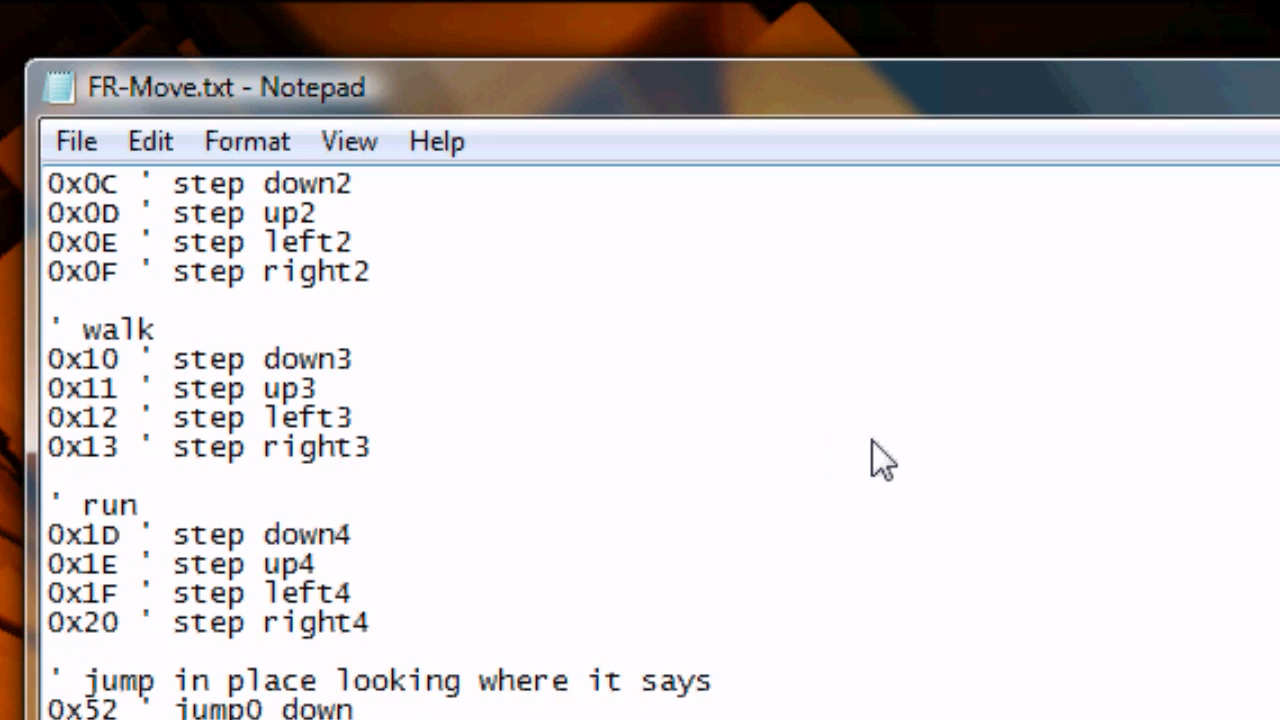 FR-Move.txt - Notepad
File Edit Format View Help
0x0C ' step down2
0x0D ' step up2
0x0E ' step left2
0x0F ' step right2
' walk
0x10 ' step down3
0x11 ' step up3
0x12 ' step left3
0x13 ' step right3
' run
0x1D ' step down4
0x1E ' step up4
0x1F ' step left4
0x20 ' step right4
' jump in place looking where it says
0x52 ' jump0 down